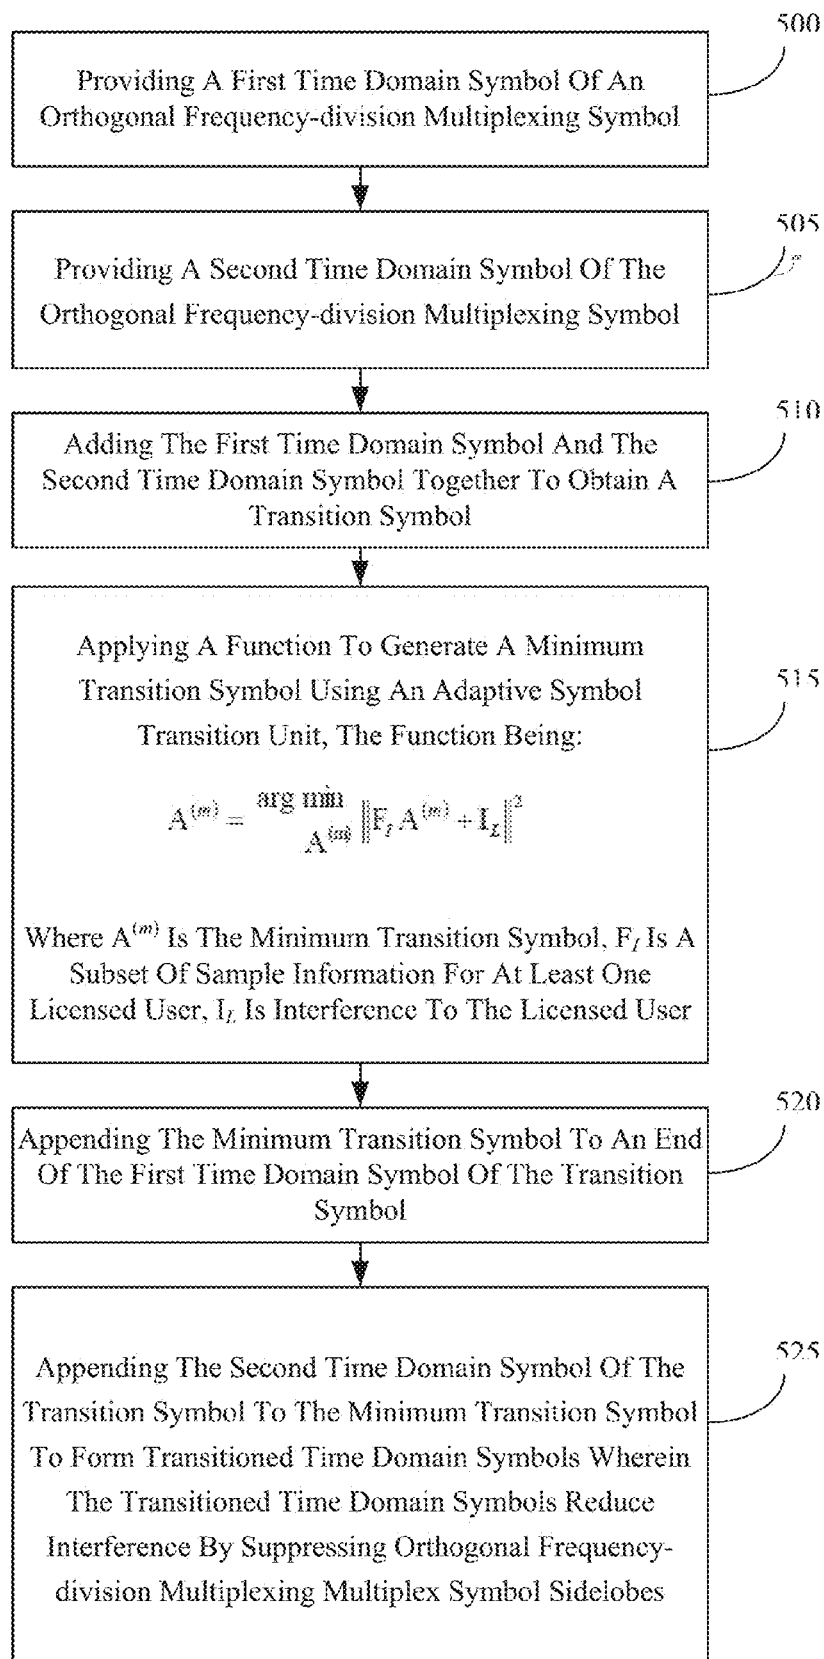 500
Providing A First Time Domain Symbol Of An
Orthogonal Frequency-division Multiplexing Symbol
505
Providing A Second Time Domain Symbol Of The
Orthogonal Frequency-division Multiplexing Symbol
510
Adding The First Time Domain Symbol And The
Second Time Domain Symbol Together To Obtain A
Transition Symbol
515
Applying A Function To Generate A Minimum
Transition Symbol Using An Adaptive Symbol
Transition Unit, The Function Being:
A^(m) = arg min ‖F_I A^(m) + I_L‖²
A^(m)
Where A^(m) Is The Minimum Transition Symbol, F_I Is A
Subset Of Sample Information For At Least One
Licensed User, I_L Is Interference To The Licensed User
520
Appending The Minimum Transition Symbol To An End
Of The First Time Domain Symbol Of The Transition
Symbol
525
Appending The Second Time Domain Symbol Of The
Transition Symbol To The Minimum Transition Symbol
To Form Transitioned Time Domain Symbols Wherein
The Transitioned Time Domain Symbols Reduce
Interference By Suppressing Orthogonal Frequency-
division Multiplexing Multiplex Symbol Sidelobes